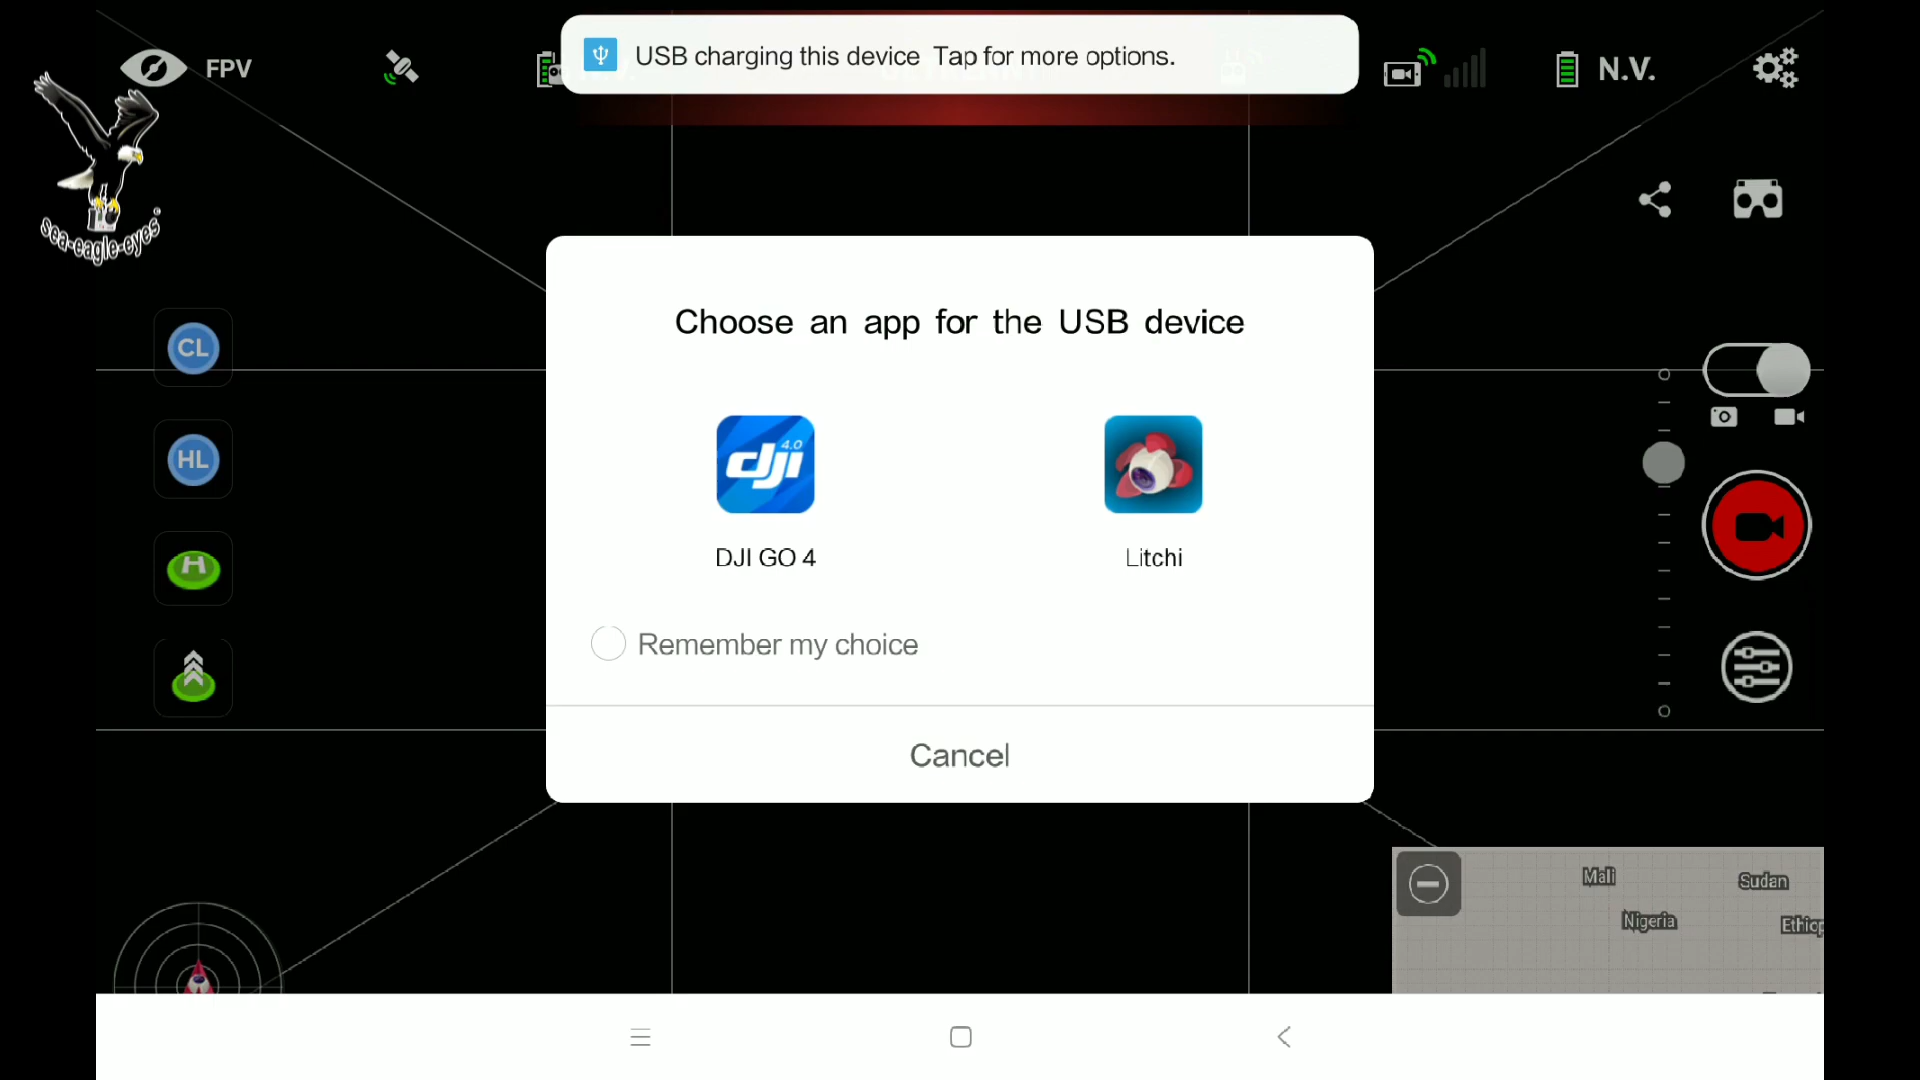 USB charging this device Tap for more options.
FPV
N.V.
sea-eagle-eyes
Choose an app for the USB device
CL
HL
H
4.0
dji
DJI GO 4
Litchi
Remember my choice
Cancel
Mali
Sudan
Nigeria
Ethiop